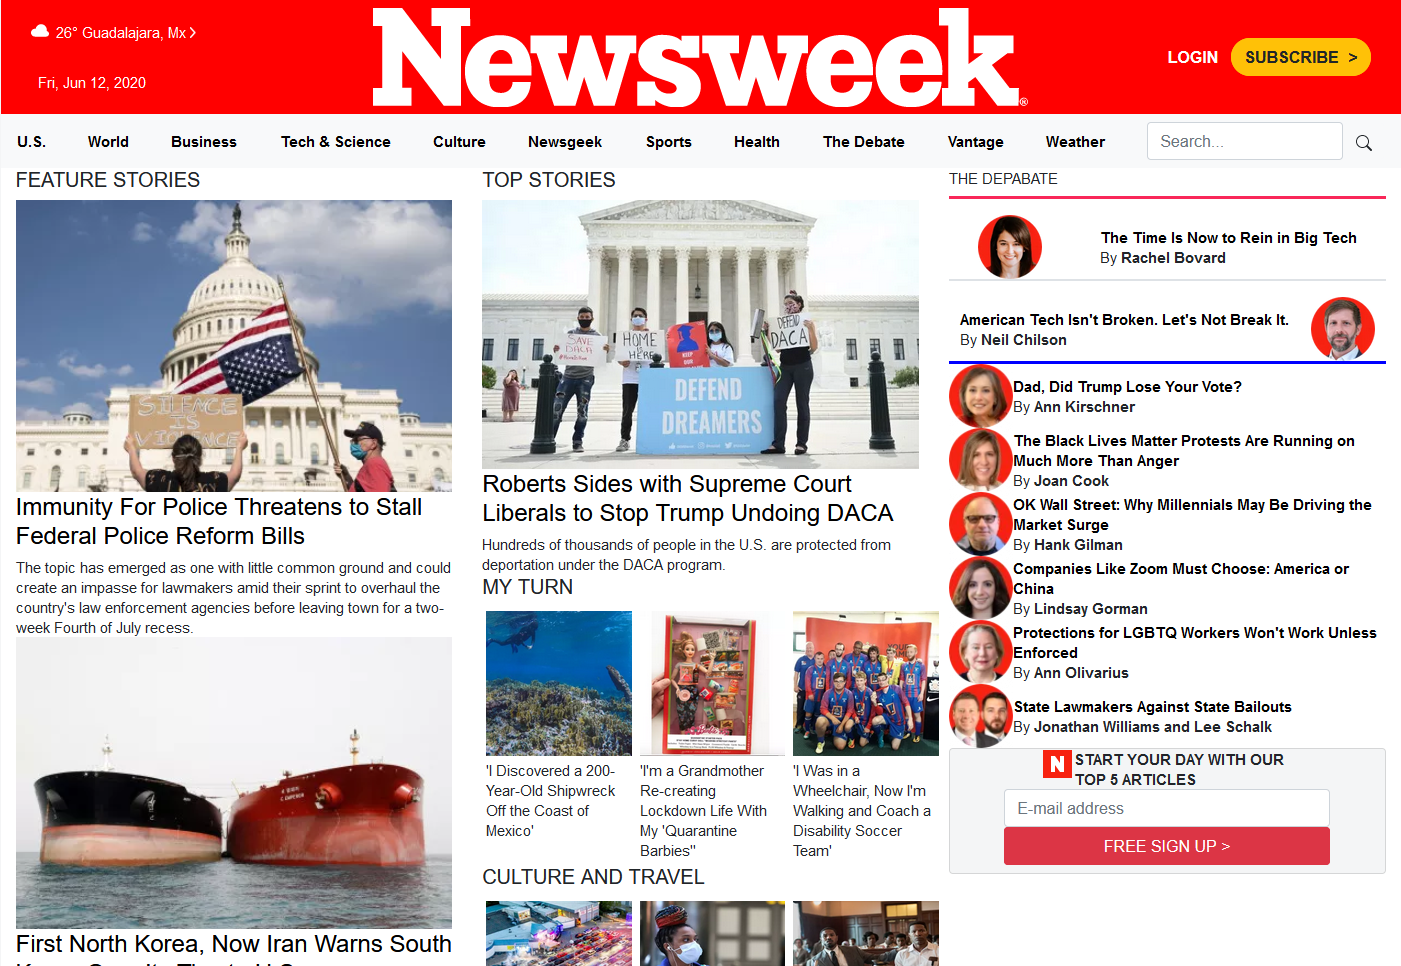 26° Guadalajara, Mx
Fri, Jun 12, 2020
Newsweek®
LOGIN
SUBSCRIBE >
U.S. World Business Tech & Science Culture Newsgeek Sports Health The Debate Vantage Weather
Search...
FEATURE STORIES
SILENCE
IS
VIOLENCE
Immunity For Police Threatens to Stall
Federal Police Reform Bills
The topic has emerged as one with little common ground and could
create an impasse for lawmakers amid their sprint to overhaul the
country's law enforcement agencies before leaving town for a two-
week Fourth of July recess.
First North Korea, Now Iran Warns South
TOP STORIES
SAVE
DACA
HOME
IS
HERE
DEFEND
DACA
DEFEND
DREAMERS
Roberts Sides with Supreme Court
Liberals to Stop Trump Undoing DACA
Hundreds of thousands of people in the U.S. are protected from
deportation under the DACA program.
MY TURN
'I Discovered a 200-
Year-Old Shipwreck
Off the Coast of
Mexico'
Barbie
'I'm a Grandmother
Re-creating
Lockdown Life With
My 'Quarantine
Barbies''
'I Was in a
Wheelchair, Now I'm
Walking and Coach a
Disability Soccer
Team'
CULTURE AND TRAVEL
THE DEPABATE
The Time Is Now to Rein in Big Tech
By Rachel Bovard
American Tech Isn't Broken. Let's Not Break It.
By Neil Chilson
Dad, Did Trump Lose Your Vote?
By Ann Kirschner
The Black Lives Matter Protests Are Running on
Much More Than Anger
By Joan Cook
OK Wall Street: Why Millennials May Be Driving the
Market Surge
By Hank Gilman
Companies Like Zoom Must Choose: America or
China
By Lindsay Gorman
Protections for LGBTQ Workers Won't Work Unless
Enforced
By Ann Olivarius
State Lawmakers Against State Bailouts
By Jonathan Williams and Lee Schalk
N START YOUR DAY WITH OUR
TOP 5 ARTICLES
E-mail address
FREE SIGN UP >